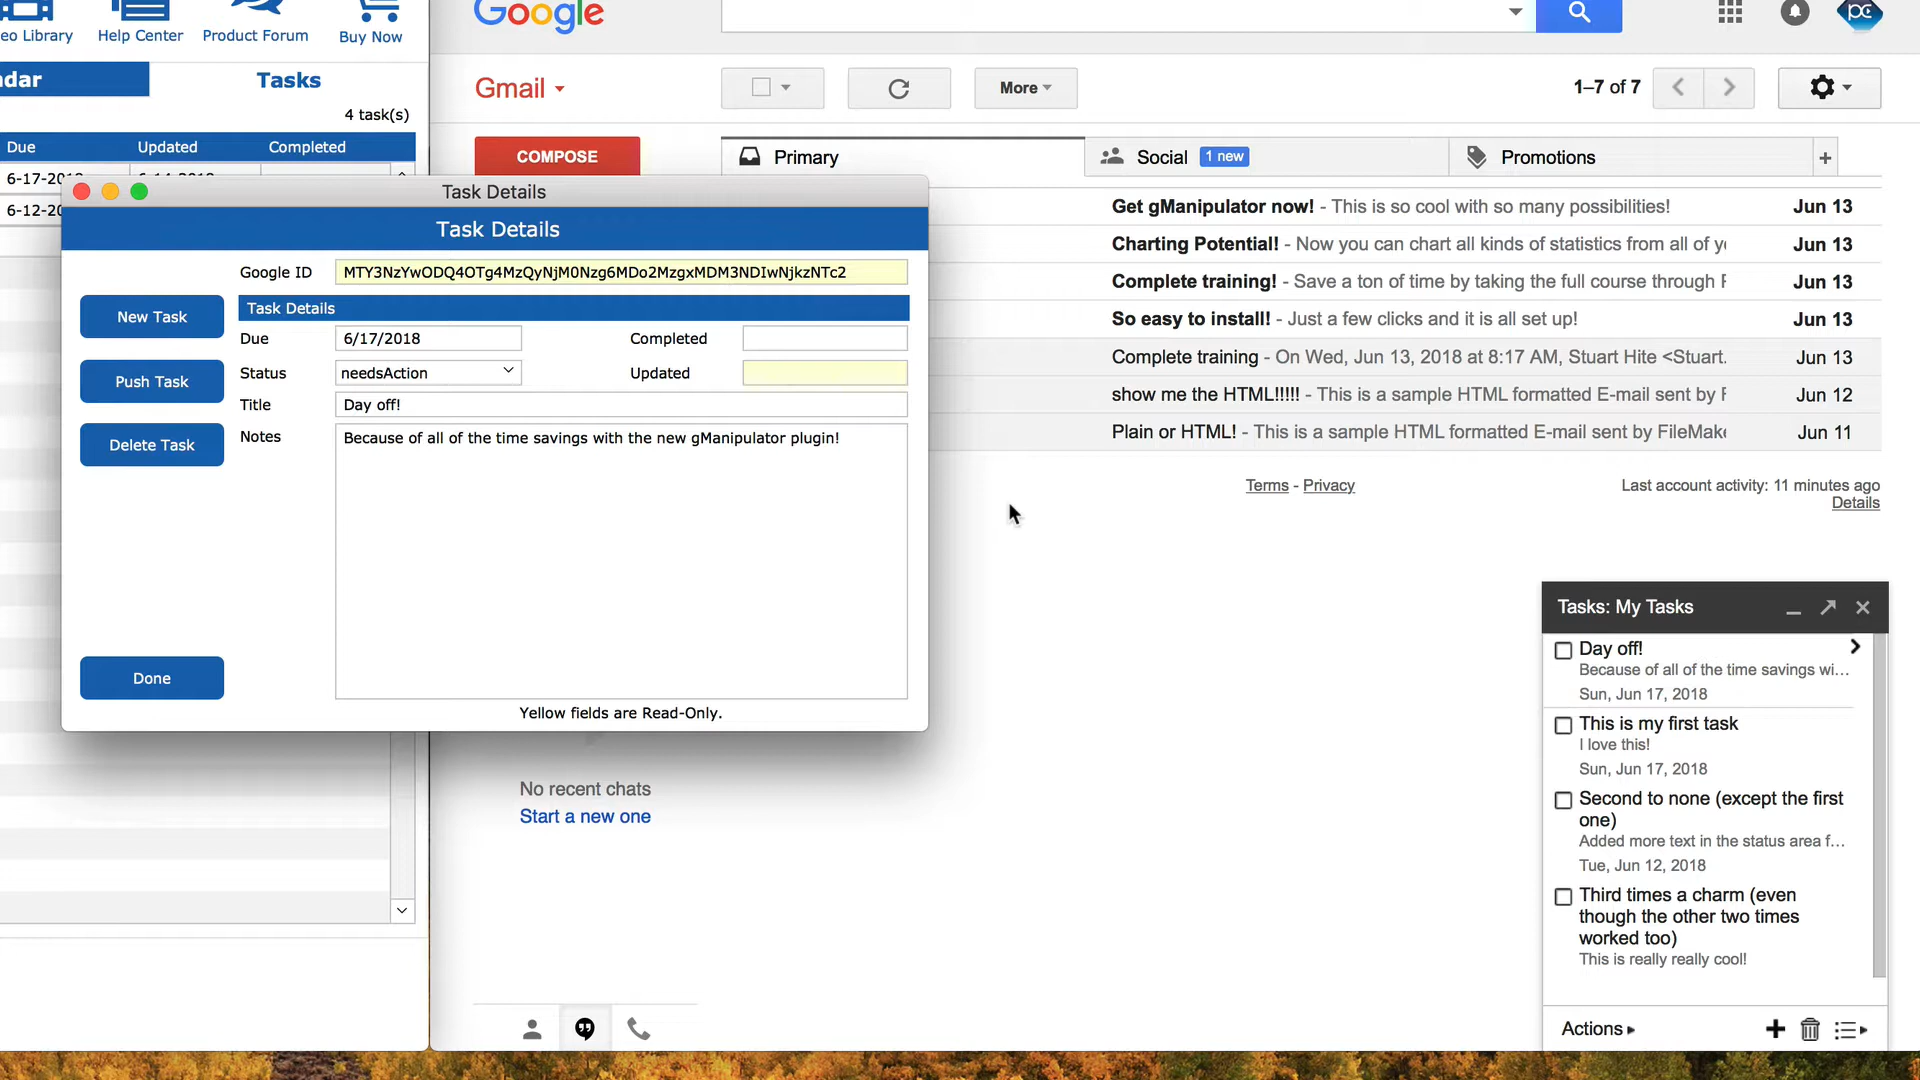 eo Library
Help Center
Product Forum
Buy Now
dar
Tasks
4 task(s)
Due
Updated
Completed
6-17-2018
6-14-2018
6-12-20
Task Details
Task Details
Google ID
MTY3NzYwODQ4OTg4MzQyNjM0Nzg6MDo2MzgxMDM3NDIwNjkzNTc2
New Task
Push Task
Delete Task
Done
Task Details
Due
6/17/2018
Completed
Status
needsAction
Updated
Title
Day off!
Notes
Because of all of the time savings with the new gManipulator plugin!
Yellow fields are Read-Only.
Google
pc
Gmail
More
1–7 of 7
COMPOSE
Primary
Social
1 new
Promotions
Get gManipulator now! - This is so cool with so many possibilities!
Jun 13
Charting Potential! - Now you can chart all kinds of statistics from all of yo
Jun 13
Complete training! - Save a ton of time by taking the full course through F
Jun 13
So easy to install! - Just a few clicks and it is all set up!
Jun 13
Complete training - On Wed, Jun 13, 2018 at 8:17 AM, Stuart Hite <Stuart.
Jun 13
show me the HTML!!!!! - This is a sample HTML formatted E-mail sent by F
Jun 12
Plain or HTML! - This is a sample HTML formatted E-mail sent by FileMake
Jun 11
Terms - Privacy
Last account activity: 11 minutes ago
Details
No recent chats
Start a new one
Tasks: My Tasks
Day off!
Because of all of the time savings wi...
Sun, Jun 17, 2018
This is my first task
I love this!
Sun, Jun 17, 2018
Second to none (except the first
one)
Added more text in the status area f...
Tue, Jun 12, 2018
Third times a charm (even
though the other two times
worked too)
This is really really cool!
Actions